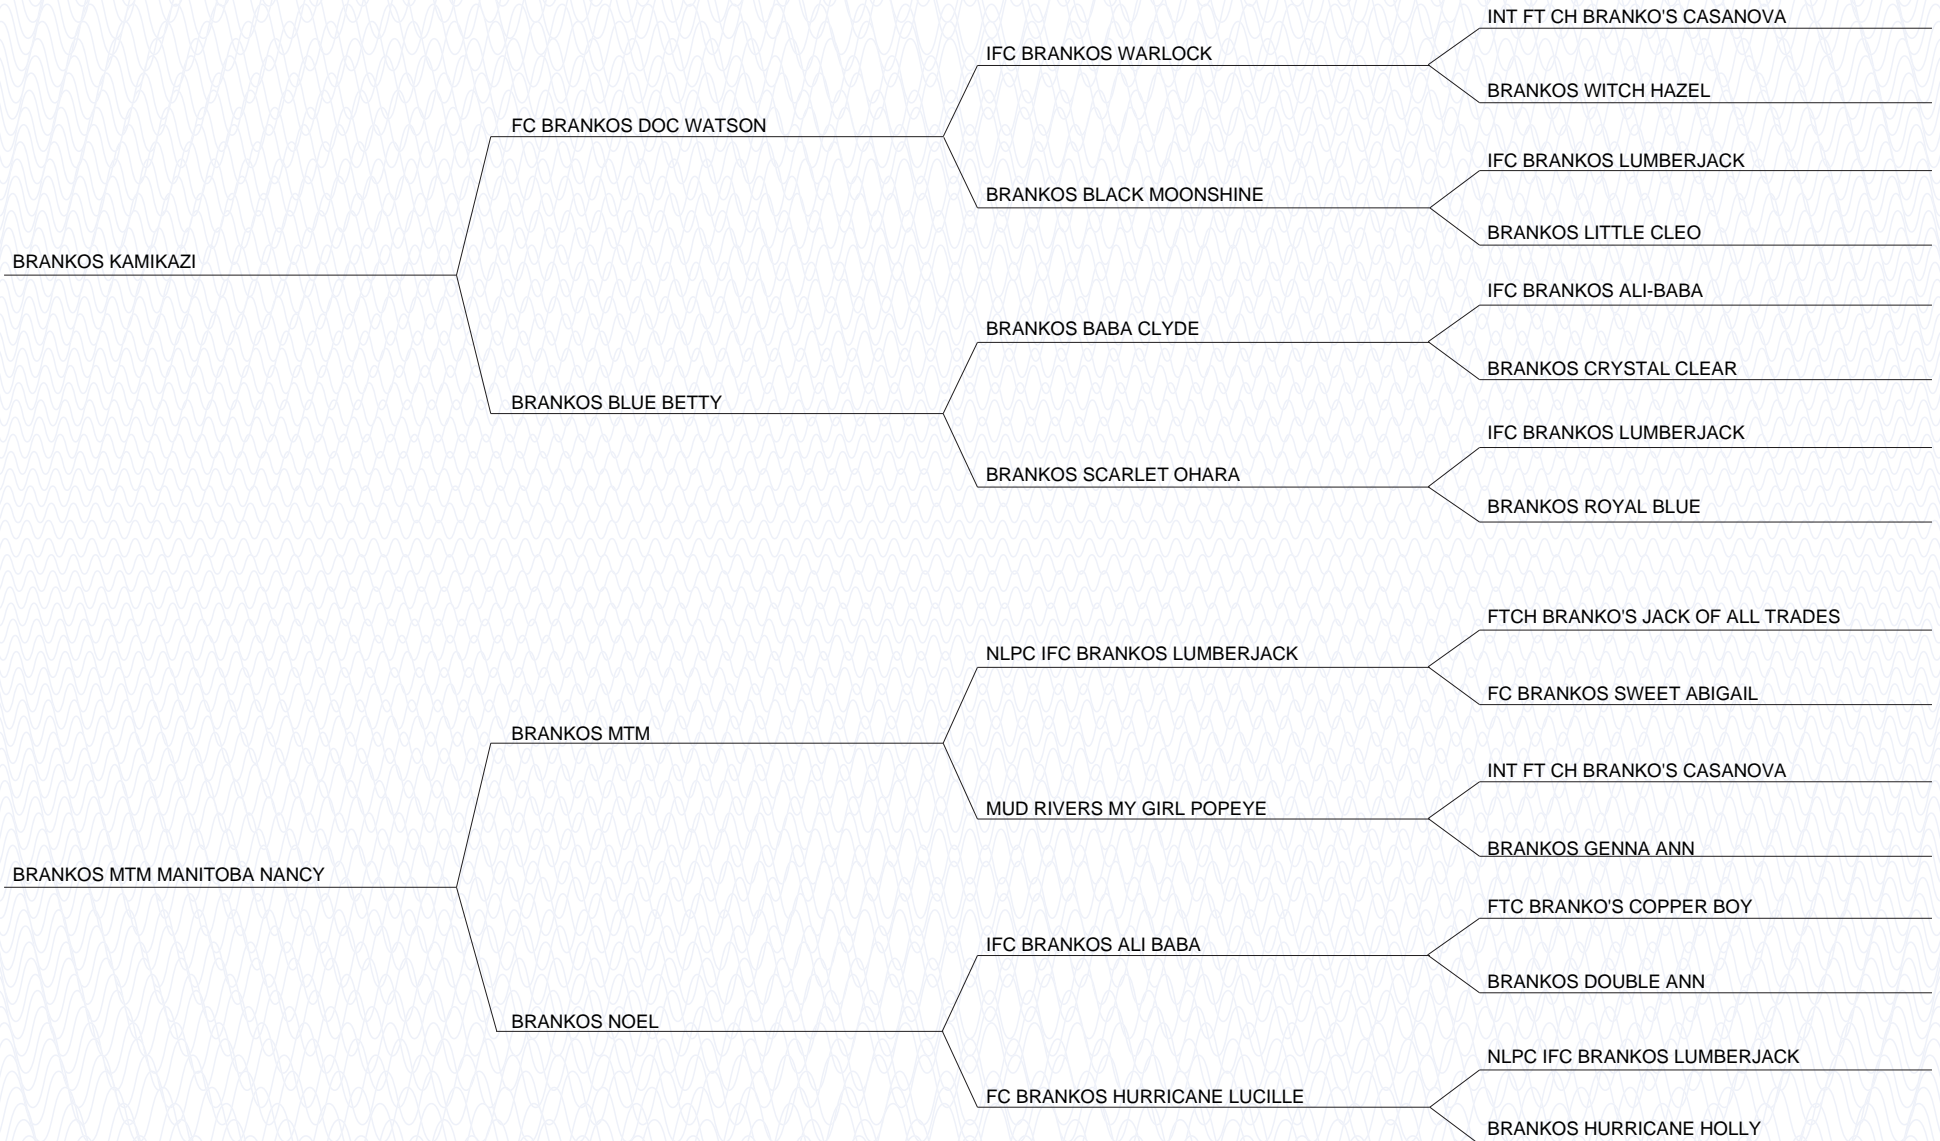 INT FT CH BRANKO'S CASANOVA
IFC BRANKOS WARLOCK
BRANKOS WITCH HAZEL
FC BRANKOS DOC WATSON
IFC BRANKOS LUMBERJACK
BRANKOS BLACK MOONSHINE
BRANKOS LITTLE CLEO
BRANKOS KAMIKAZI
IFC BRANKOS ALI-BABA
BRANKOS BABA CLYDE
BRANKOS CRYSTAL CLEAR
BRANKOS BLUE BETTY
IFC BRANKOS LUMBERJACK
BRANKOS SCARLET OHARA
BRANKOS ROYAL BLUE
FTCH BRANKO'S JACK OF ALL TRADES
NLPC IFC BRANKOS LUMBERJACK
FC BRANKOS SWEET ABIGAIL
BRANKOS MTM
INT FT CH BRANKO'S CASANOVA
MUD RIVERS MY GIRL POPEYE
BRANKOS GENNA ANN
BRANKOS MTM MANITOBA NANCY
FTC BRANKO'S COPPER BOY
IFC BRANKOS ALI BABA
BRANKOS DOUBLE ANN
BRANKOS NOEL
NLPC IFC BRANKOS LUMBERJACK
FC BRANKOS HURRICANE LUCILLE
BRANKOS HURRICANE HOLLY